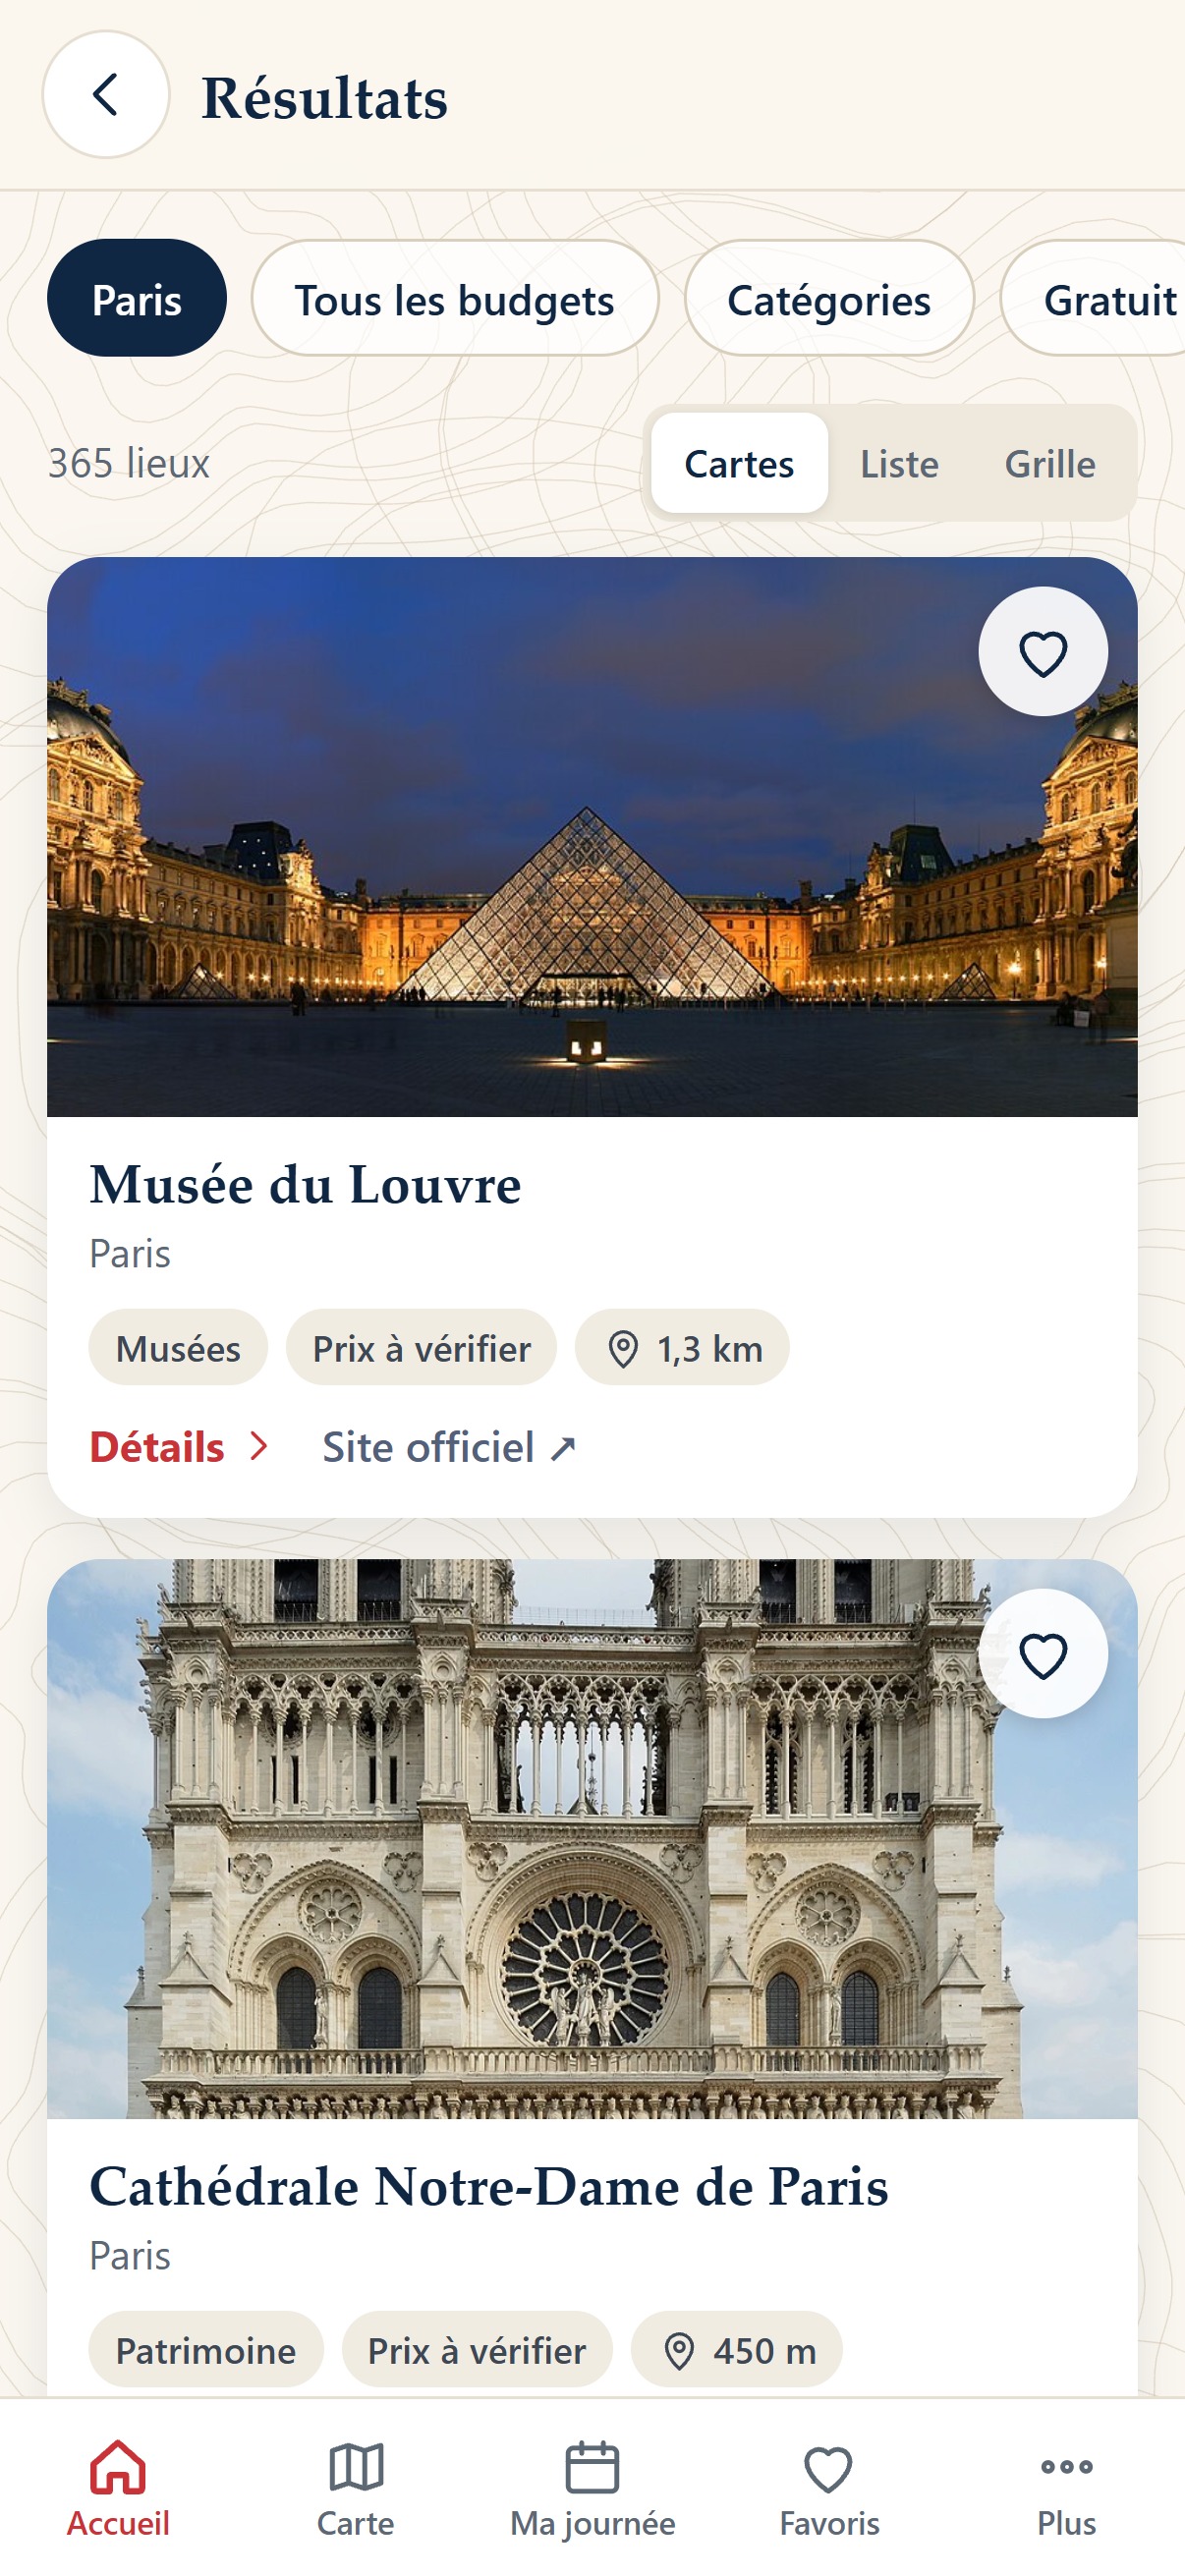 Résultats
Paris
Tous les budgets
Catégories
Gratuit
365 lieux
Cartes
Liste
Grille
Musée du Louvre
Paris
Musées
Prix à vérifier
1,3 km
Détails
Site officiel ↗
Cathédrale Notre-Dame de Paris
Paris
Patrimoine
Prix à vérifier
450 m
Accueil
Carte
Ma journée
Favoris
Plus